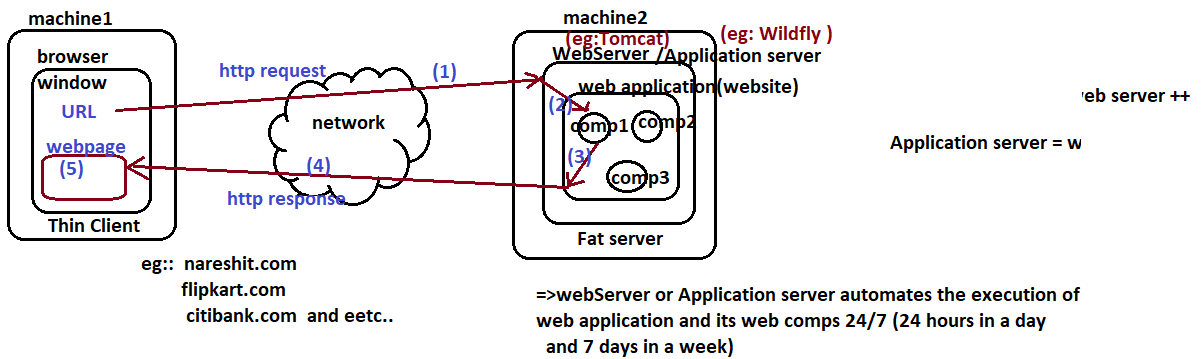 machine1
browser
window
URL
webpage
(5)
Thin Client
http request
(1)
network
(4)
http response
machine2
(eg:Tomcat)
(eg: Wildfly )
WebServer /Application server
web application(website)
(2)
comp1
comp2
(3)
comp3
Fat server
eb server ++
Application server = w
eg:: nareshit.com
flipkart.com
citibank.com and eetc..
=>webServer or Application server automates the execution of
web application and its web comps 24/7 (24 hours in a day
and 7 days in a week)